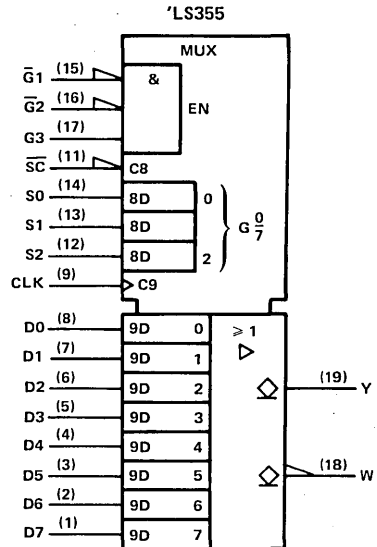 'LS355
MUX
G̅1 (15) &
G̅2 (16) EN
G3 (17)
S̅C̅ (11) C8
S0 (14) 8D 0
S1 (13) 8D G 0/7
S2 (12) 8D 2
CLK (9) C9
D0 (8) 9D 0 ⩾ 1
D1 (7) 9D 1
D2 (6) 9D 2 (19) Y
D3 (5) 9D 3
D4 (4) 9D 4
D5 (3) 9D 5 (18) W
D6 (2) 9D 6
D7 (1) 9D 7